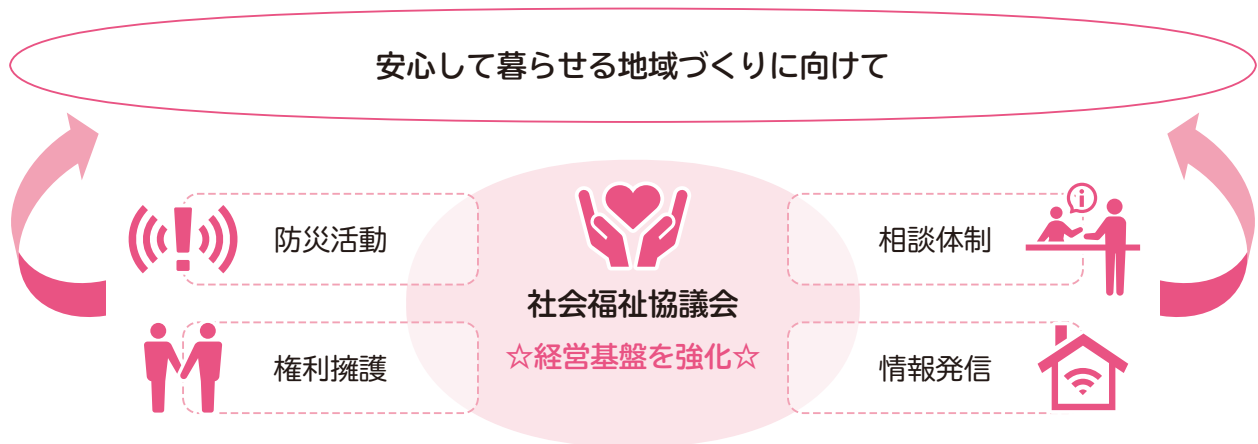 安心して暮らせる地域づくりに向けて
防災活動
相談体制
社会福祉協議会
☆経営基盤を強化☆
権利擁護
情報発信